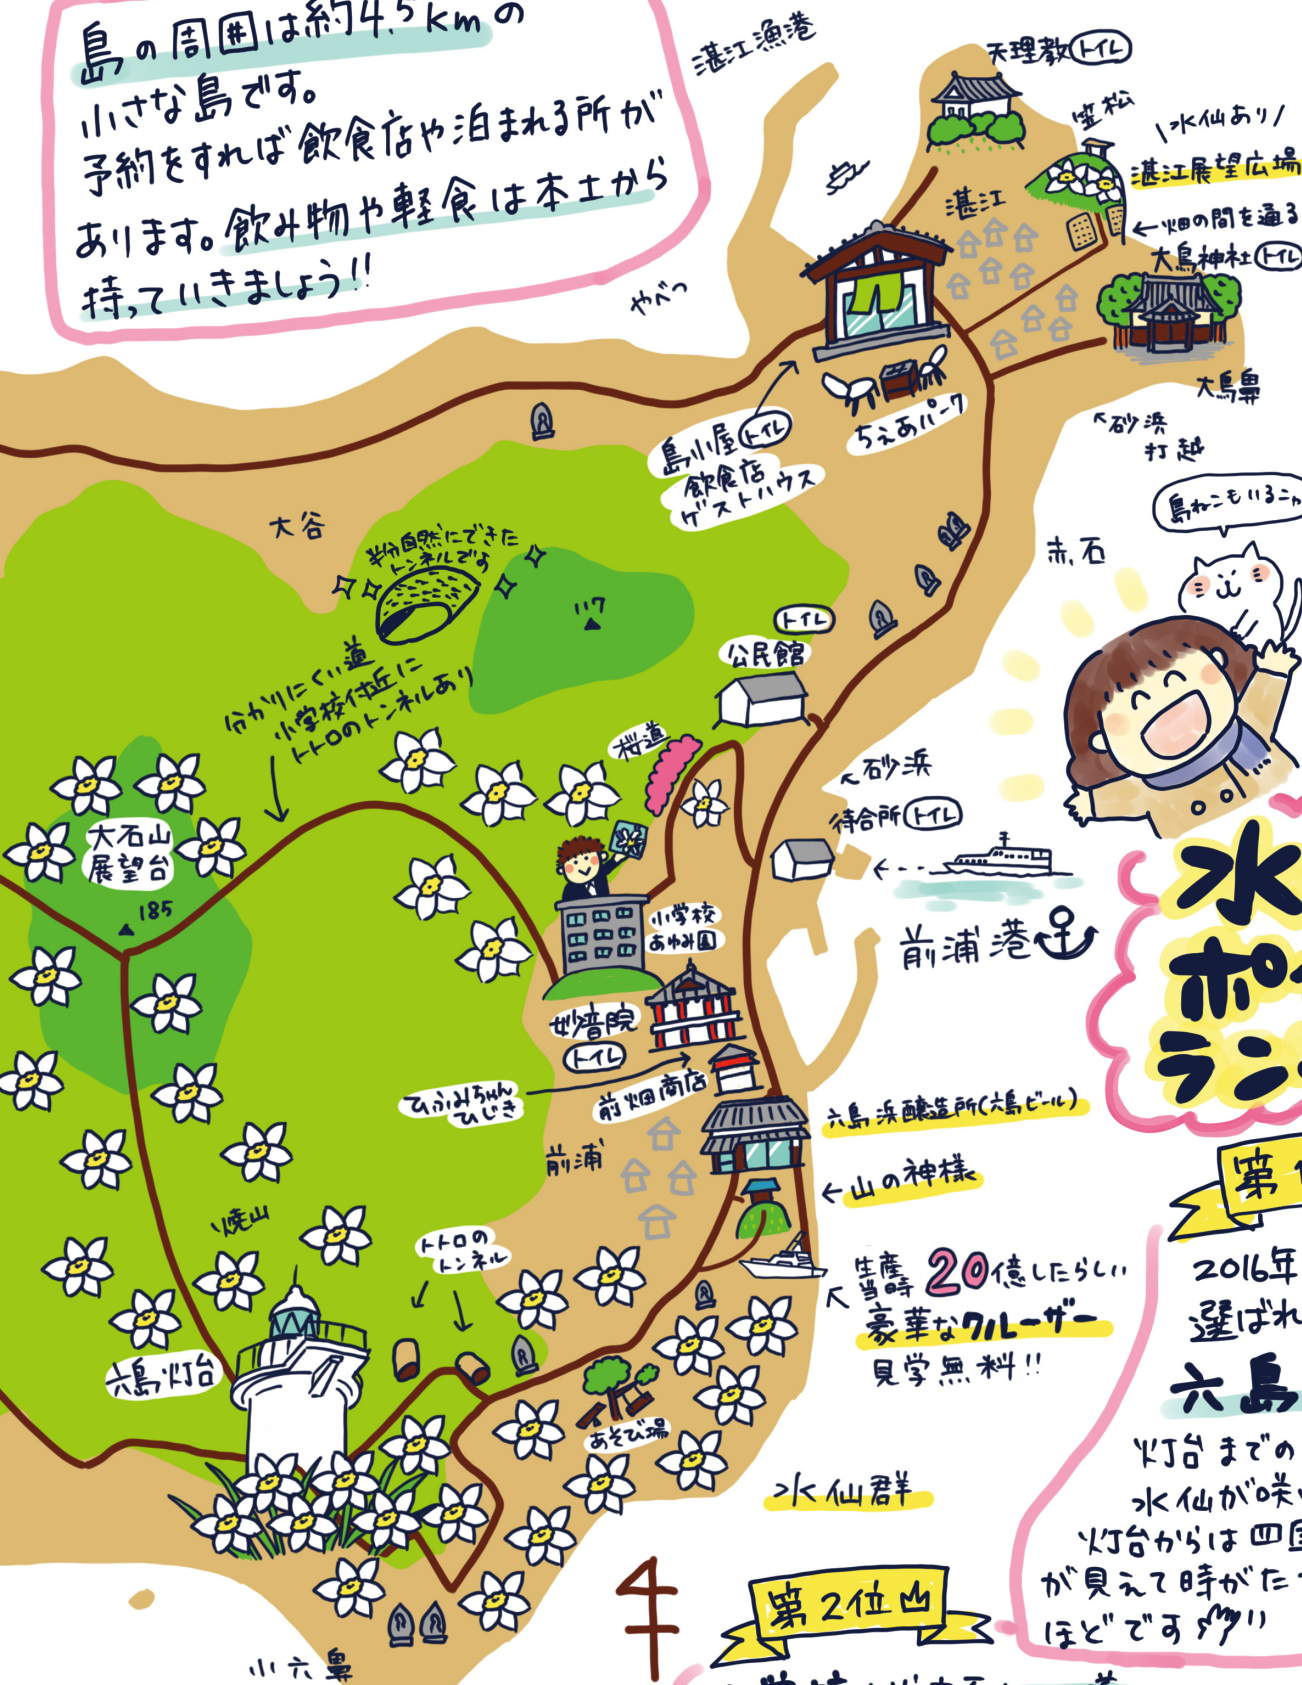 島の周囲は約4.5kmの
小さな島です。
予約をすれば飲食店や泊まれる所が
あります。飲み物や軽食は本土から
持っていきましょう!!
湛江漁港
天理教 トイレ
笠松
\水仙あり/
湛江展望広場
←畑の間を通る
大鳥神社 トイレ
湛江
やべっ
大鳥鼻
↖砂浜
打越
島小屋 トイレ
飲食店
ゲストハウス
ちぇあパーク
島ねこもいるニャ
赤石
大谷
半分自然にできた
トンネルです
117
分かりにくい道
小学校付近に
トトロのトンネルあり
トイレ
公民館
桜道
↖砂浜
待合所 トイレ
大石山
展望台
185
小学校
あゆみ園
前浦港
水
ポ
ラン
妙音院
トイレ
ひふみちゃん
ひじき
前畑商店
六島浜醸造所(六島ビール)
前浦
←山の神様
焼山
トトロの
トンネル
生産
当時 20億したらしい
豪華なクルーザー
見学無料!!
六島灯台
あそび場
水仙群
第1
2016年
選ばれ
六島
灯台までの
水仙が咲い
灯台からは四国
が見えて時がたつ
ほどです
第2位
小六鼻